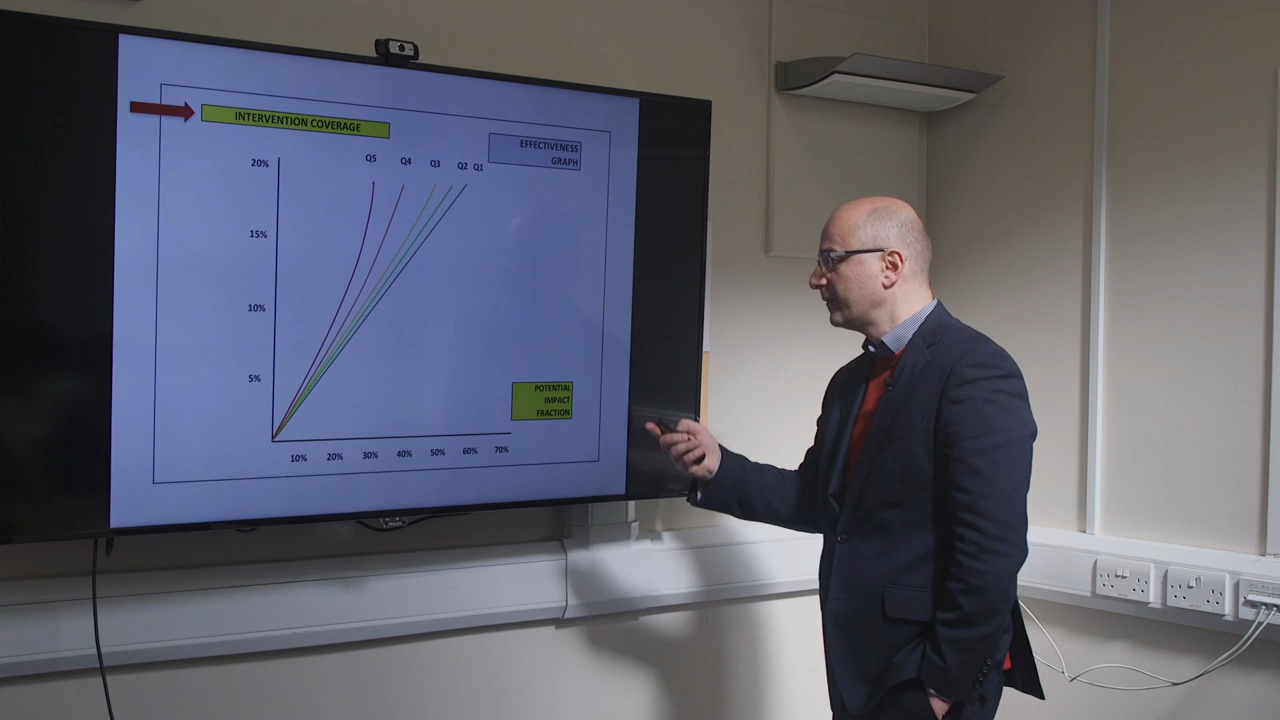 INTERVENTION COVERAGE
EFFECTIVENESS
GRAPH
Q5 Q4 Q3 Q2 Q1
20%
15%
10%
5%
POTENTIAL
IMPACT
FRACTION
10% 20% 30% 40% 50% 60% 70%